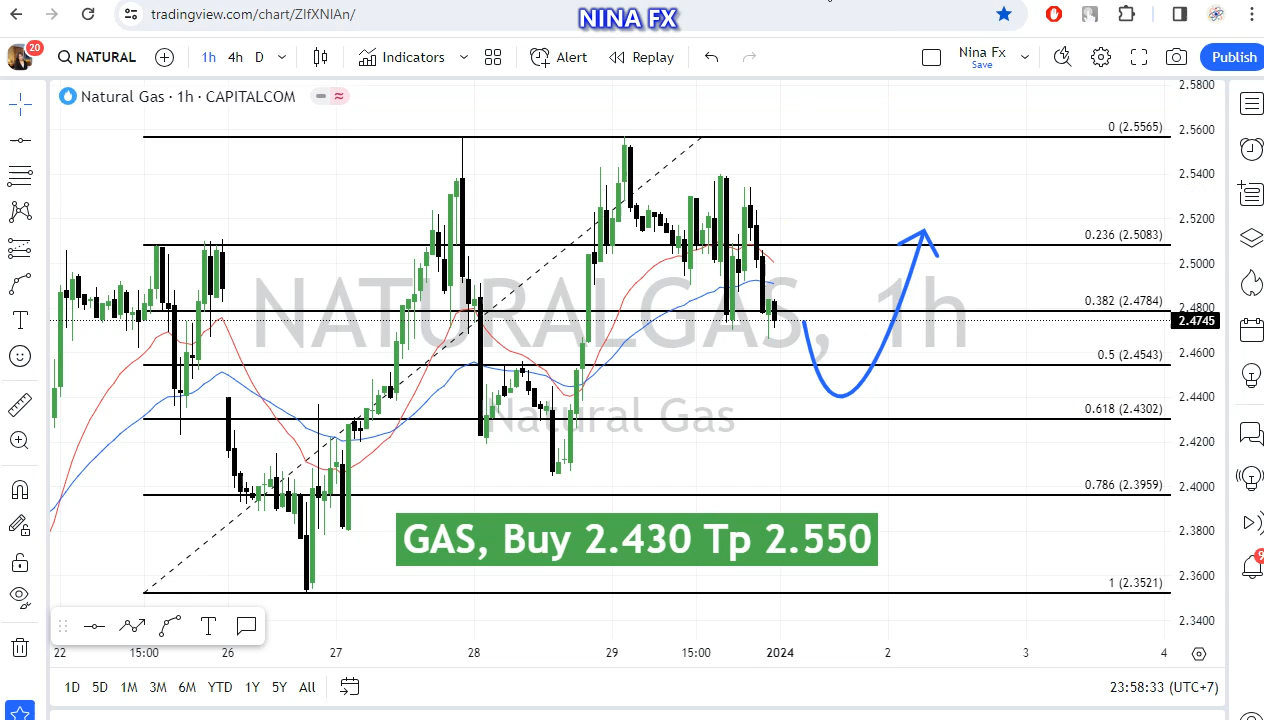 tradingview.com/chart/ZIfXNIAn/
NINA FX
20
NATURAL
1h 4h D
Indicators
Alert
Replay
Nina Fx
Save
Publish
Natural Gas · 1h · CAPITALCOM
NATURALGAS, 1h
Natural Gas
0 (2.5565)
0.236 (2.5083)
0.382 (2.4784)
0.5 (2.4543)
0.618 (2.4302)
0.786 (2.3959)
1 (2.3521)
2.5800
2.5600
2.5400
2.5200
2.5000
2.4800
2.4745
2.4600
2.4400
2.4200
2.4000
2.3800
2.3600
2.3400
GAS, Buy 2.430 Tp 2.550
22 15:00 26 27 28 29 15:00 2024 2 3 4
1D 5D 1M 3M 6M YTD 1Y 5Y All
23:58:33 (UTC+7)
9